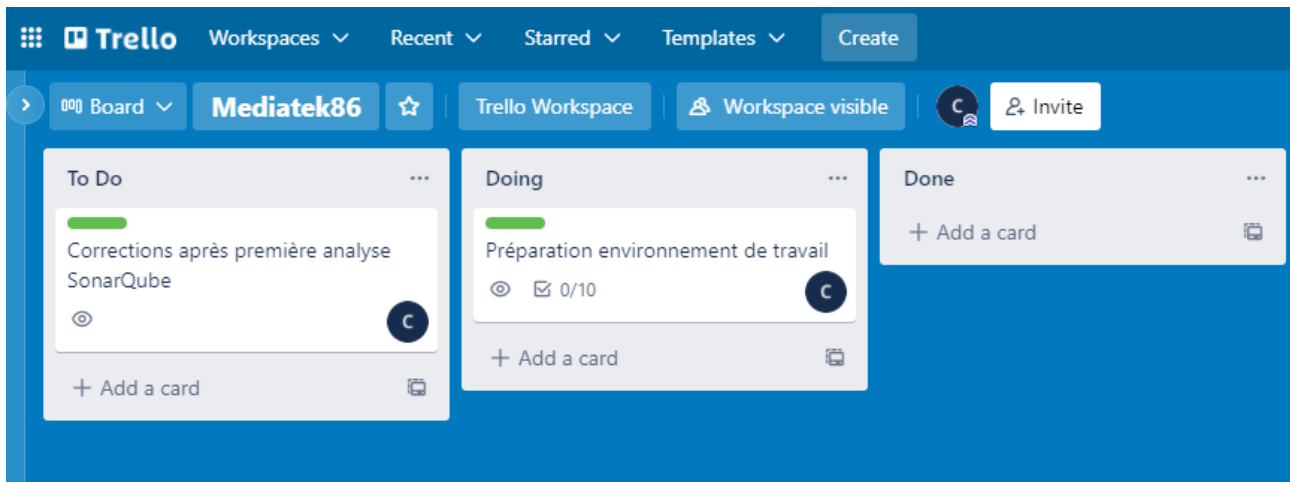 Trello Workspaces Recent Starred Templates Create
Board Mediatek86 Trello Workspace Workspace visible C Invite
To Do
Corrections après première analyse
SonarQube
C
+ Add a card
Doing
Préparation environnement de travail
0/10 C
+ Add a card
Done
+ Add a card